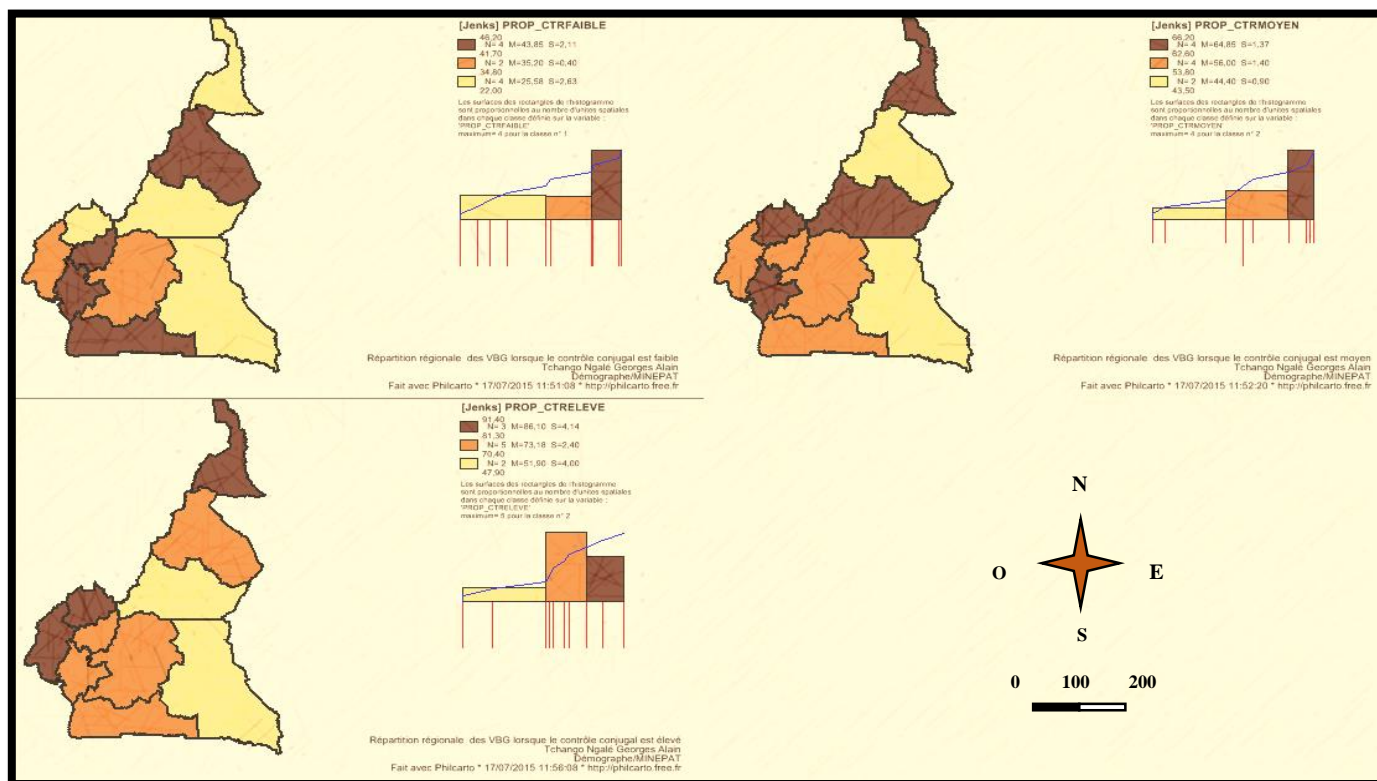 [Jenks] PROP_CTRFAIBLE
46,20
N= 4 M=43,85 S=2,11
41,70
N= 2 M=35,20 S=0,40
34,80
N= 4 M=25,58 S=2,63
22,00
Les surfaces des rectangles de l'histogramme
sont proportionnelles au nombre d'unites spatiales
dans chaque classe définie sur la variable :
'PROP_CTRFAIBLE'
maximum= 4 pour la classe n° 1
Répartition régionale des VBG lorsque le contrôle conjugal est faible
Tchango Ngalé Georges Alain
Démographe/MINEPAT
Fait avec Philcarto * 17/07/2015 11:51:08 * http://philcarto.free.fr
[Jenks] PROP_CTRMOYEN
66,20
N= 4 M=64,85 S=1,37
62,60
N= 4 M=56,00 S=1,40
53,80
N= 2 M=44,40 S=0,90
43,50
Les surfaces des rectangles de l'histogramme
sont proportionnelles au nombre d'unites spatiales
dans chaque classe définie sur la variable :
'PROP_CTRMOYEN'
maximum= 4 pour la classe n° 2
Répartition régionale des VBG lorsque le contrôle conjugal est moyen
Tchango Ngalé Georges Alain
Démographe/MINEPAT
Fait avec Philcarto * 17/07/2015 11:52:20 * http://philcarto.free.fr
[Jenks] PROP_CTRELEVE
91,40
N= 3 M=86,10 S=4,14
81,30
N= 5 M=73,18 S=2,40
70,40
N= 2 M=51,90 S=4,00
47,90
Les surfaces des rectangles de l'histogramme
sont proportionnelles au nombre d'unites spatiales
dans chaque classe définie sur la variable :
'PROP_CTRELEVE'
maximum= 5 pour la classe n° 2
Répartition régionale des VBG lorsque le contrôle conjugal est élevé
Tchango Ngalé Georges Alain
Démographe/MINEPAT
Fait avec Philcarto * 17/07/2015 11:56:08 * http://philcarto.free.fr
N
O E
S
0 100 200